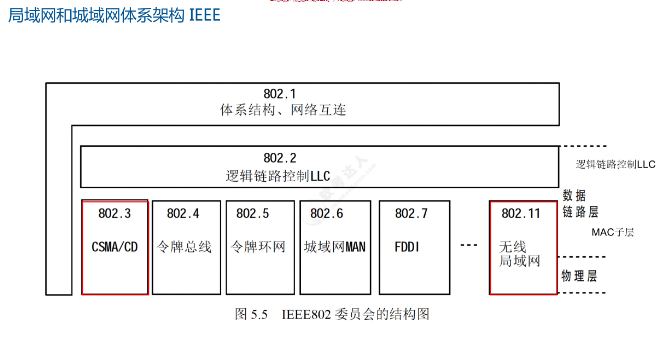 局域网和城域网体系架构 IEEE
802.1
体系结构、网络互连
802.2
逻辑链路控制LLC
逻辑链路控制LLC
数据
链路层
802.3
CSMA/CD
802.4
令牌总线
802.5
令牌环网
802.6
城域网MAN
802.7
FDDI
...
802.11
无线
局域网
MAC子层
物理层
图 5.5 IEEE802 委员会的结构图